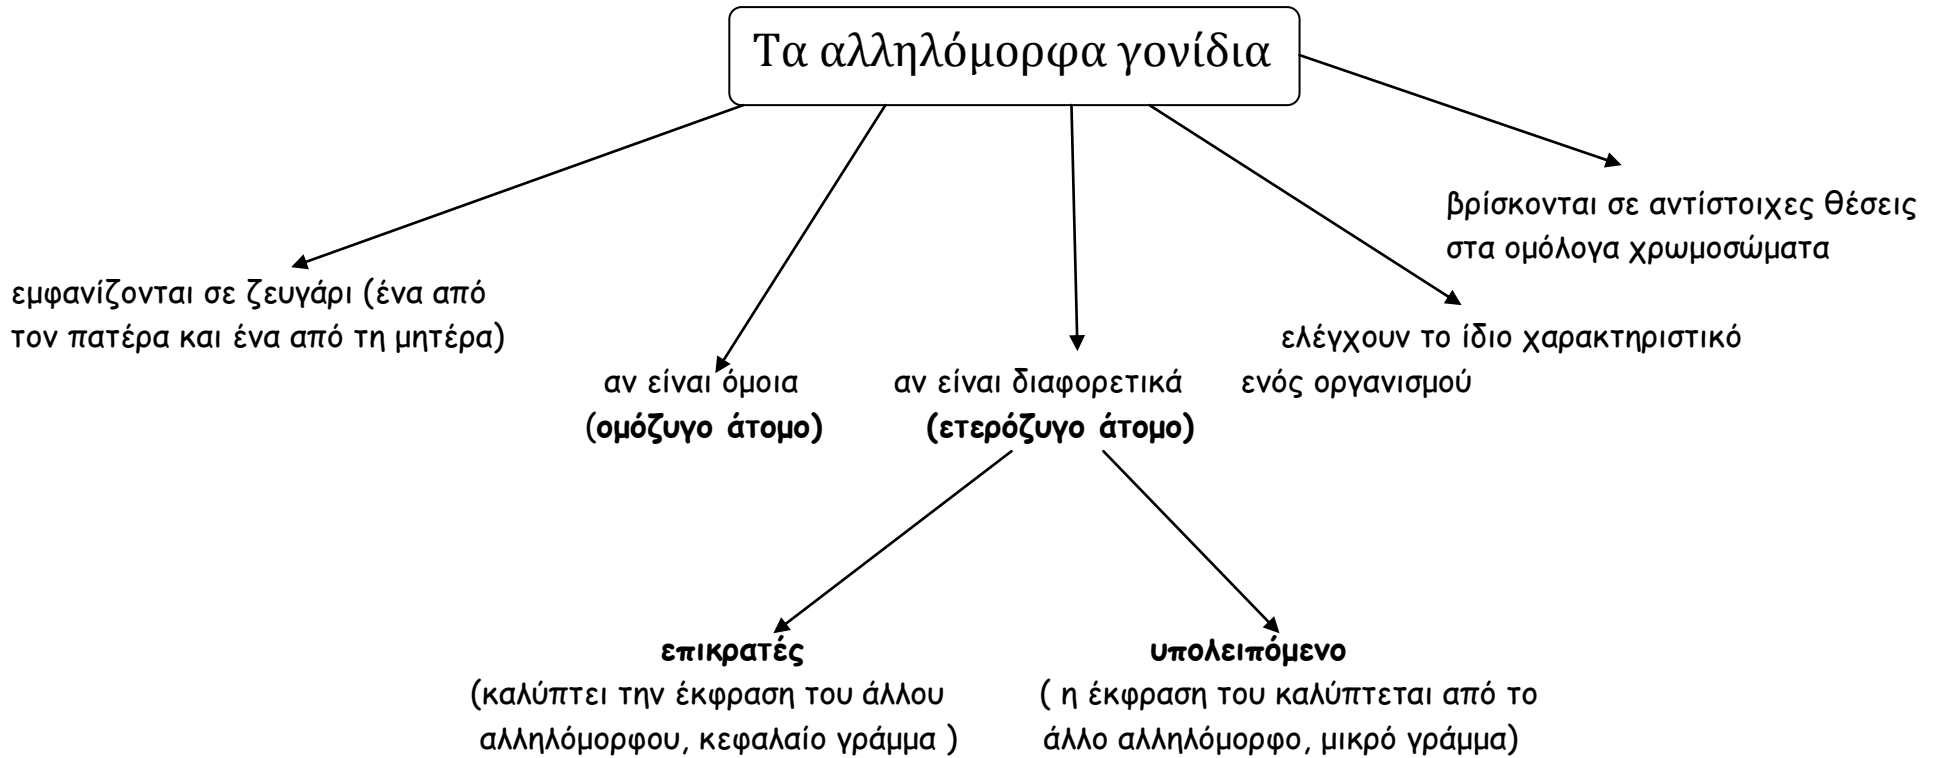 Τα αλληλόμορφα γονίδια
βρίσκονται σε αντίστοιχες θέσεις
στα ομόλογα χρωμοσώματα
εμφανίζονται σε ζευγάρι (ένα από
τον πατέρα και ένα από τη μητέρα)
ελέγχουν το ίδιο χαρακτηριστικό
ενός οργανισμού
αν είναι όμοια
(ομόζυγο άτομο)
αν είναι διαφορετικά
(ετερόζυγο άτομο)
επικρατές
(καλύπτει την έκφραση του άλλου
αλληλόμορφου, κεφαλαίο γράμμα )
υπολειπόμενο
( η έκφραση του καλύπτεται από το
άλλο αλληλόμορφο, μικρό γράμμα)